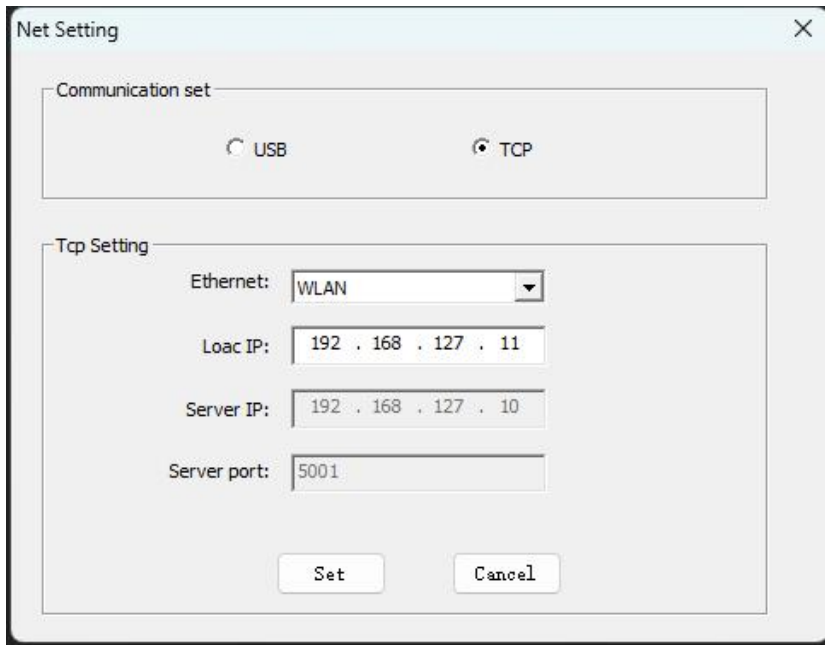 Net Setting
Communication set
USB TCP
Tcp Setting
Ethernet: WLAN
Loac IP: 192 . 168 . 127 . 11
Server IP: 192 . 168 . 127 . 10
Server port: 5001
Set Cancel